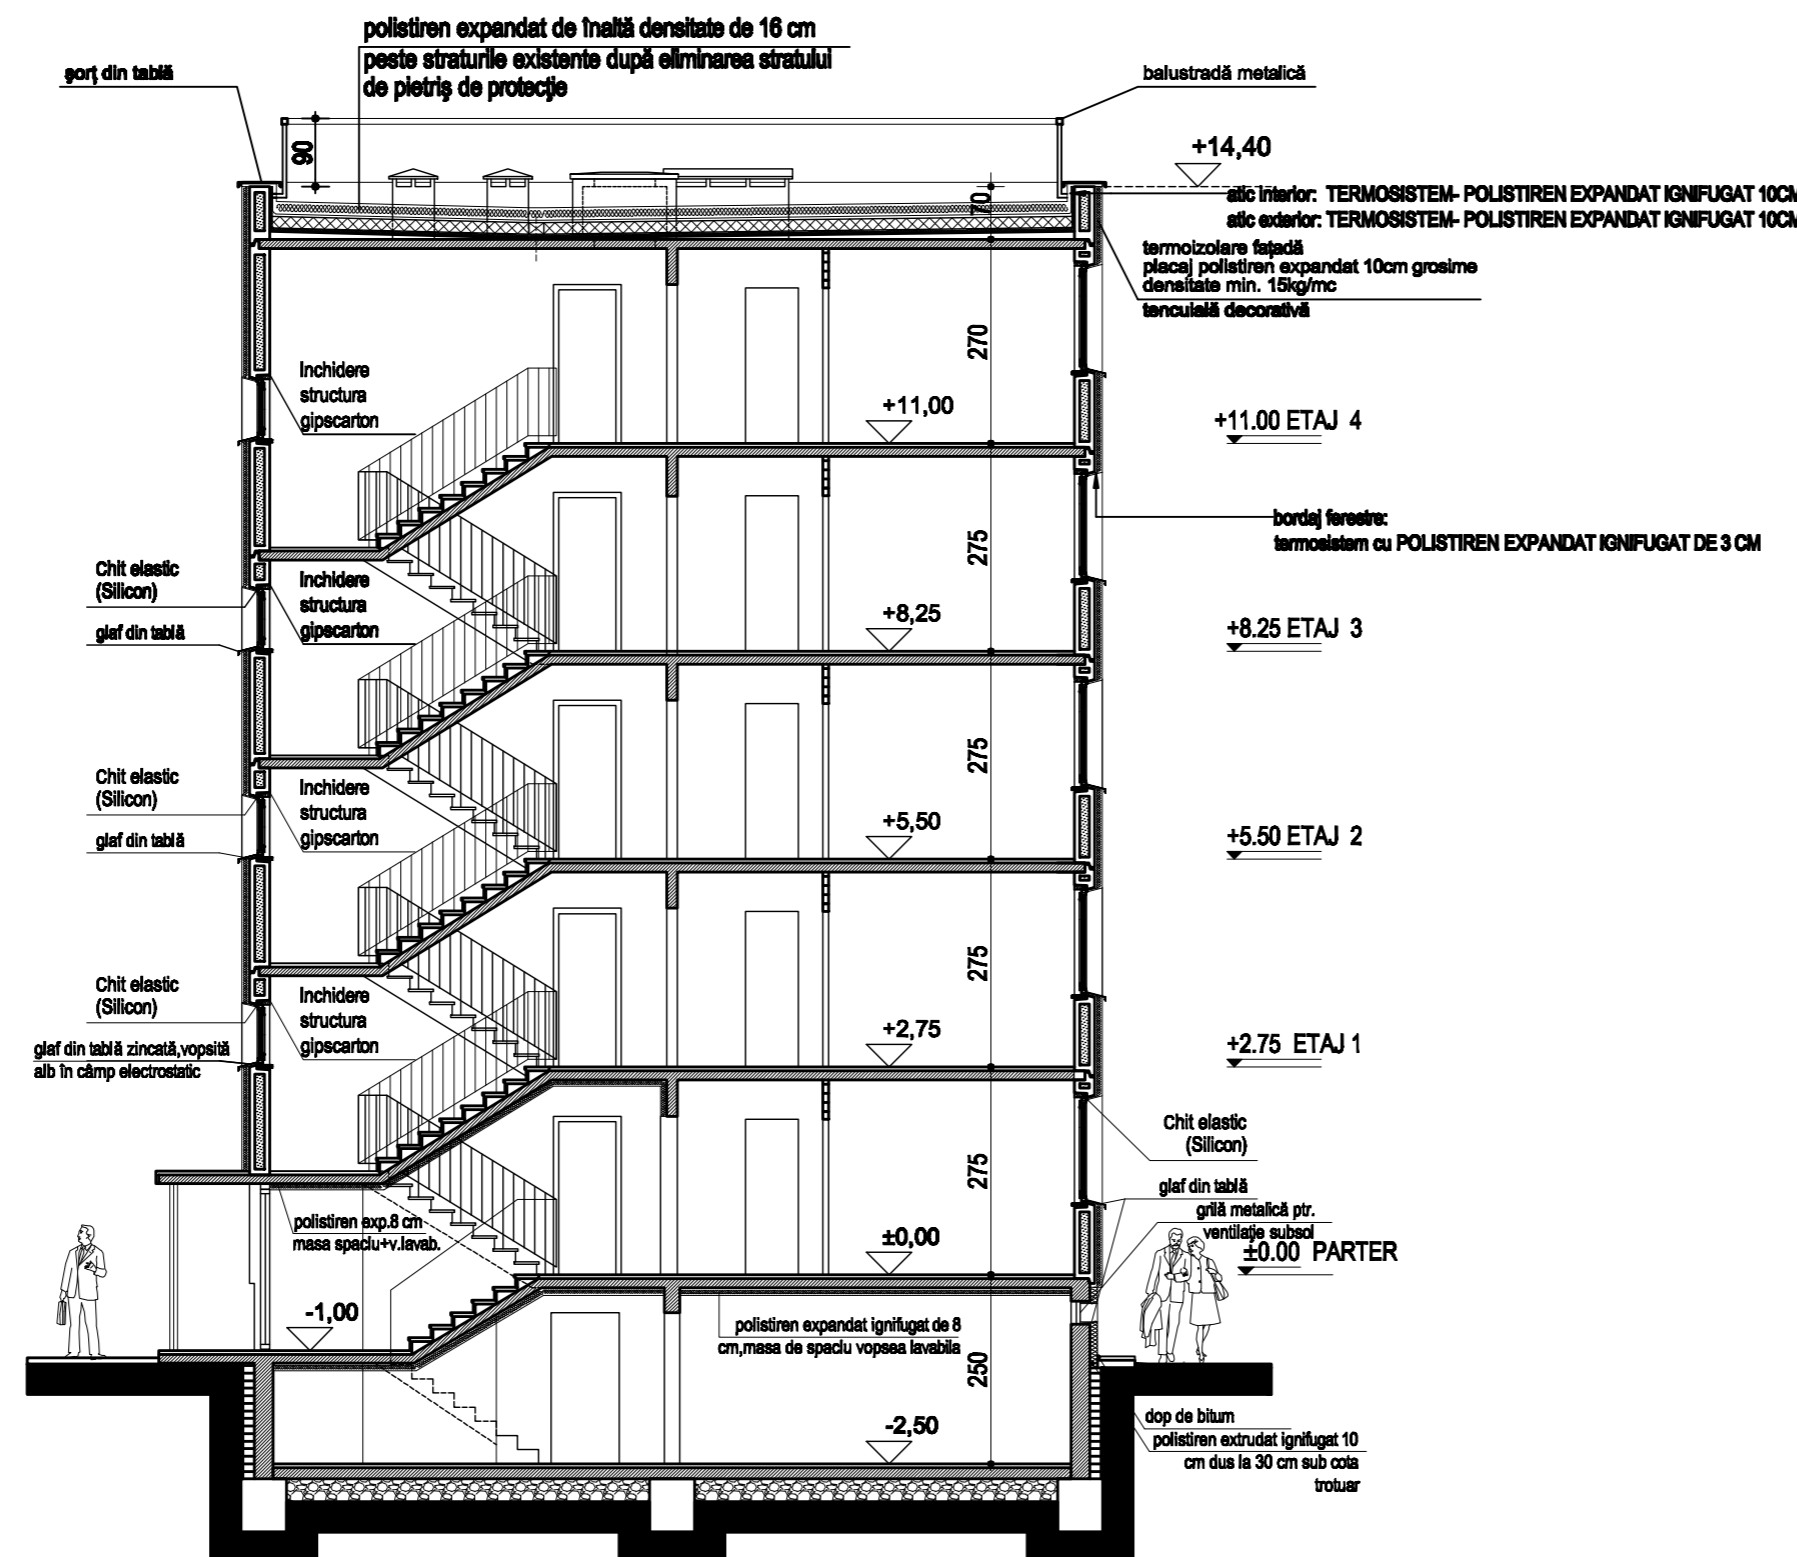 polistiren expandat de înaltă densitate de 16 cm
peste straturile existente după eliminarea stratului
de pietriş de protecţie
şorţ din tablă
balustradă metalică
90
+14,40
70
atic interior: TERMOSISTEM- POLISTIREN EXPANDAT IGNIFUGAT 10CM
atic exterior: TERMOSISTEM- POLISTIREN EXPANDAT IGNIFUGAT 10CM
termoizolare faţadă
placaj polistiren expandat 10cm grosime
densitate min. 15kg/mc
tencuială decorativă
270
Inchidere
structura
gipscarton
+11,00
+11.00 ETAJ 4
bordaj ferestre:
termosistem cu POLISTIREN EXPANDAT IGNIFUGAT DE 3 CM
275
Chit elastic
(Silicon)
Inchidere
structura
gipscarton
glaf din tablă
+8,25
+8.25 ETAJ 3
275
Chit elastic
(Silicon)
Inchidere
structura
gipscarton
glaf din tablă
+5,50
+5.50 ETAJ 2
275
Chit elastic
(Silicon)
Inchidere
structura
gipscarton
glaf din tablă zincată,vopsită
alb în câmp electrostatic
+2,75
+2.75 ETAJ 1
Chit elastic
(Silicon)
275
glaf din tablă
grilă metalică ptr.
ventilaţie subsol
polistiren exp.8 cm
masa spaclu+v.lavab.
±0,00
±0.00 PARTER
-1,00
polistiren expandat ignifugat de 8
cm,masa de spaclu vopsea lavabila
250
-2,50
dop de bitum
polistiren extrudat ignifugat 10
cm dus la 30 cm sub cota
trotuar